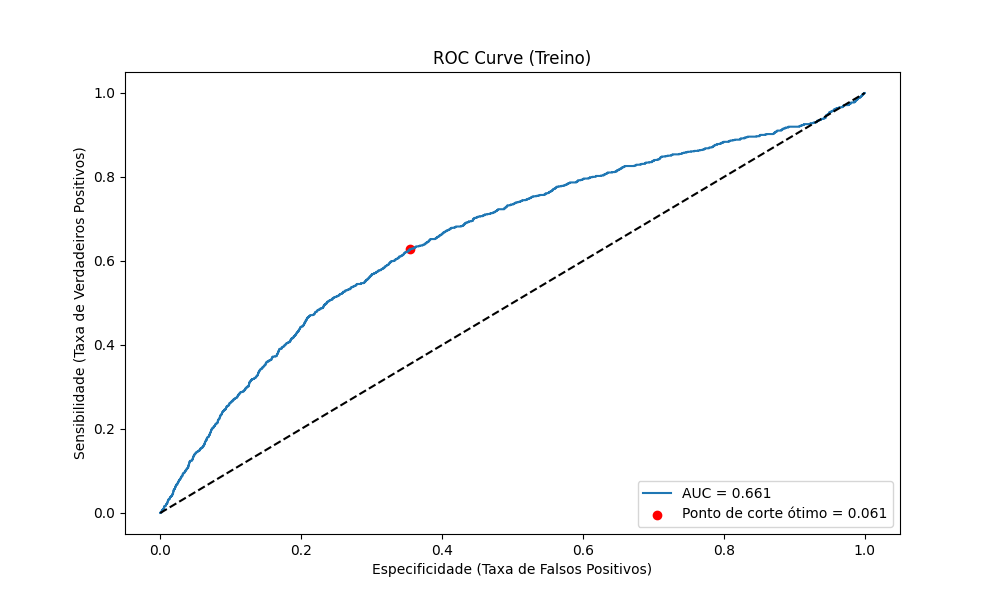 ROC Curve (Treino)
Sensibilidade (Taxa de Verdadeiros Positivos)
1.0
0.8
0.6
0.4
0.2
0.0
AUC = 0.661
Ponto de corte ótimo = 0.061
0.0 0.2 0.4 0.6 0.8 1.0
Especificidade (Taxa de Falsos Positivos)